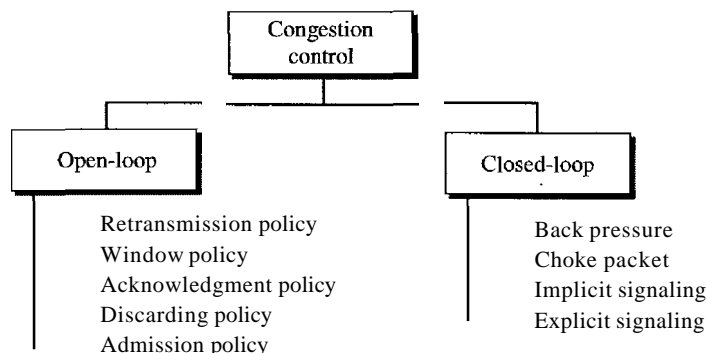 Congestion
control
Open-loop
Retransmission policy
Window policy
Acknowledgment policy
Discarding policy
Admission policy
Closed-loop
Back pressure
Choke packet
Implicit signaling
Explicit signaling